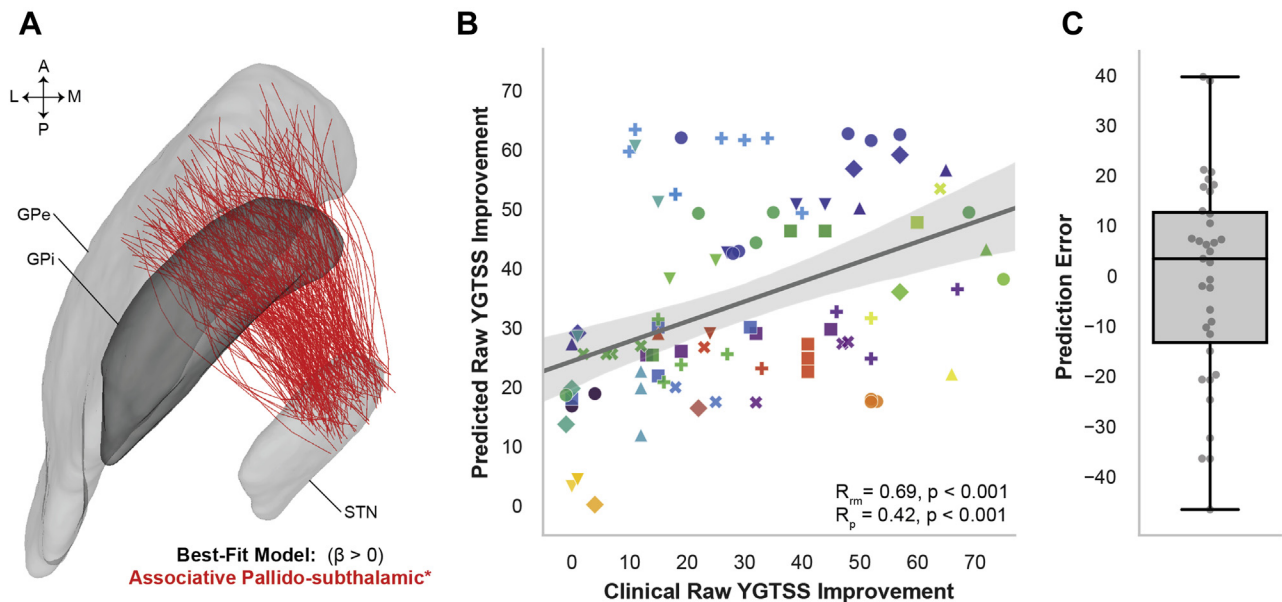 A
A
L M
P
GPe
GPi
STN
Best-Fit Model: (β > 0)
Associative Pallido-subthalamic*
B
Predicted Raw YGTSS Improvement
70
60
50
40
30
20
10
0
R_rm = 0.69, p < 0.001
R_p = 0.42, p < 0.001
0 10 20 30 40 50 60 70
Clinical Raw YGTSS Improvement
C
Prediction Error
40
30
20
10
0
−10
−20
−30
−40